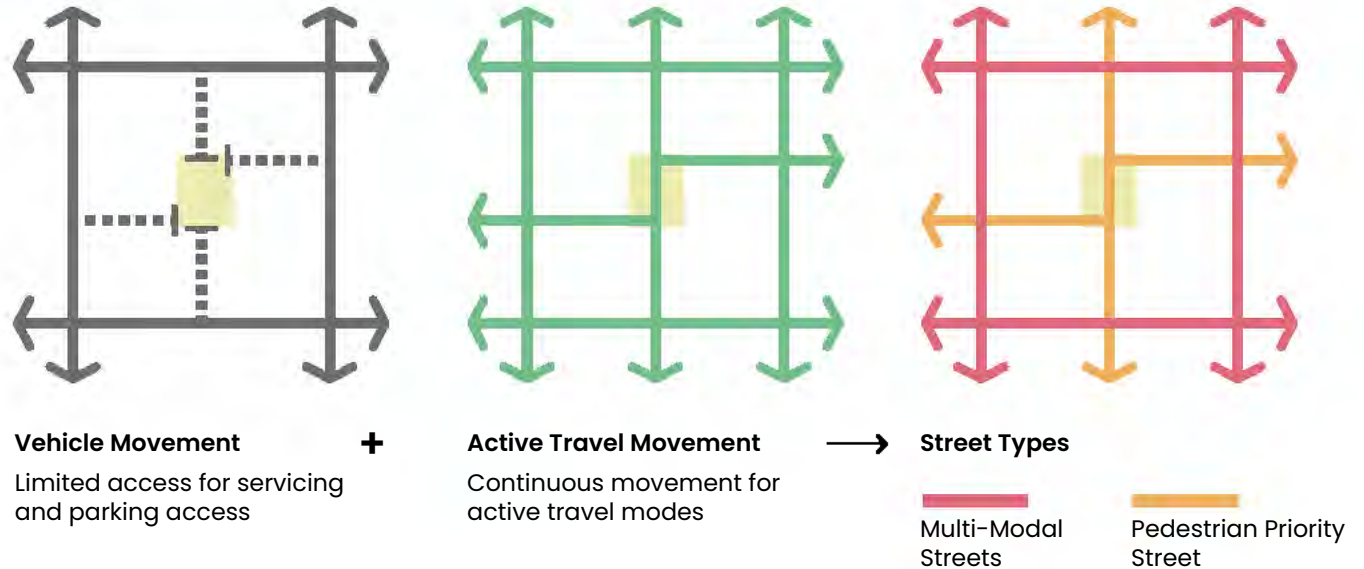 Vehicle Movement
+
Limited access for servicing
and parking access
Active Travel Movement
Continuous movement for
active travel modes
Street Types
Multi-Modal
Streets
Pedestrian Priority
Street